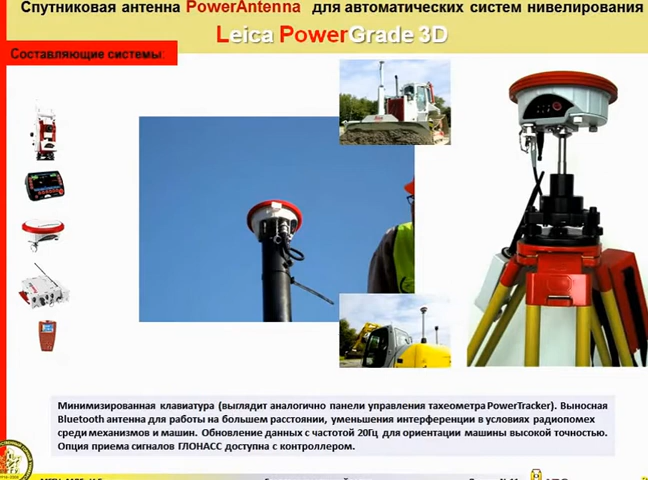 Спутниковая антенна PowerAntenna для автоматических систем нивелирования
Leica PowerGrade 3D
Составляющие системы:
Минимизированная клавиатура (выглядит аналогично панели управления тахеометра PowerTracker). Выносная
Bluetooth антенна для работы на большем расстоянии, уменьшения интерференции в условиях радиопомех
среди механизмов и машин. Обновление данных с частотой 20Гц для ориентации машины высокой точностью.
Опция приема сигналов ГЛОНАСС доступна с контроллером.